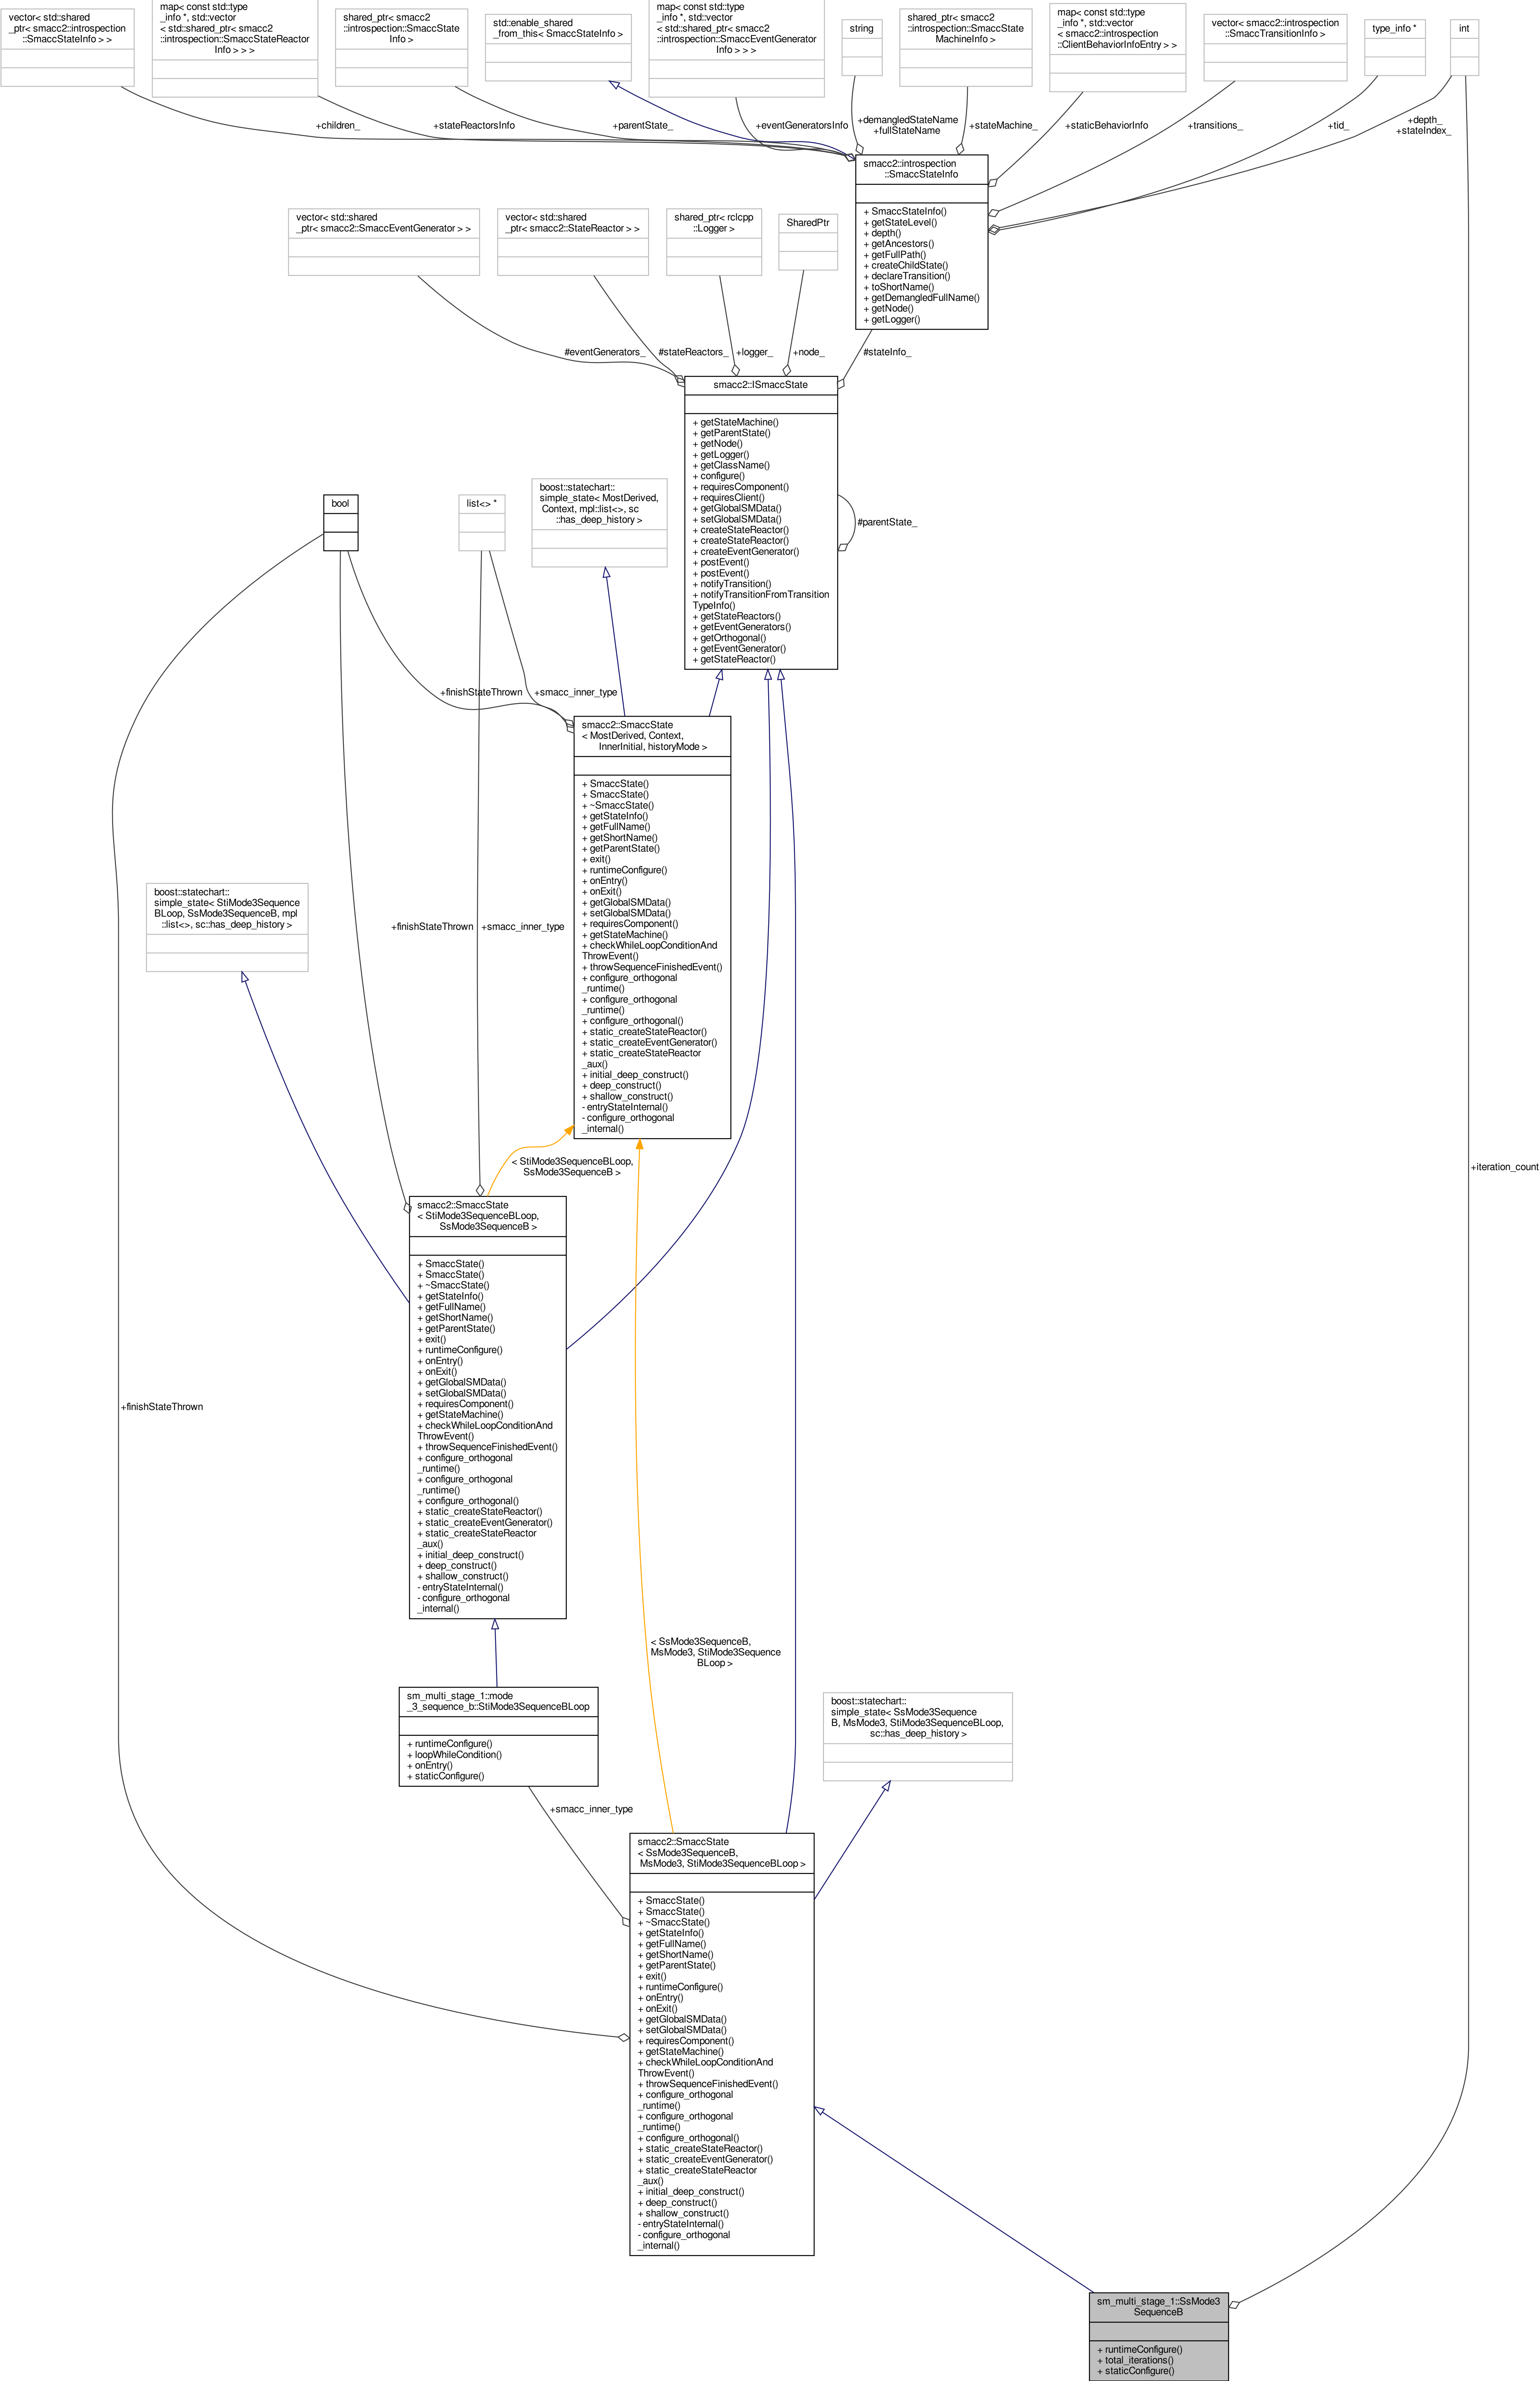 vector< std::shared
_ptr< smacc2::introspection
::SmaccStateInfo > >
map< const std::type
_info *, std::vector
< std::shared_ptr< smacc2
::introspection::SmaccStateReactor
Info > > >
shared_ptr< smacc2
::introspection::SmaccState
Info >
std::enable_shared
_from_this< SmaccStateInfo >
map< const std::type
_info *, std::vector
< std::shared_ptr< smacc2
::introspection::SmaccEventGenerator
Info > > >
string
shared_ptr< smacc2
::introspection::SmaccState
MachineInfo >
map< const std::type
_info *, std::vector
< smacc2::introspection
::ClientBehaviorInfoEntry > >
vector< smacc2::introspection
::SmaccTransitionInfo >
type_info *
int
+children_
+stateReactorsInfo
+parentState_
+eventGeneratorsInfo
+demangledStateName
+fullStateName
+stateMachine_
+staticBehaviorInfo
+transitions_
+tid_
+depth_
+stateIndex_
smacc2::introspection
::SmaccStateInfo
+ SmaccStateInfo()
+ getStateLevel()
+ depth()
+ getAncestors()
+ getFullPath()
+ createChildState()
+ declareTransition()
+ toShortName()
+ getDemangledFullName()
+ getNode()
+ getLogger()
vector< std::shared
_ptr< smacc2::SmaccEventGenerator > >
vector< std::shared
_ptr< smacc2::StateReactor > >
shared_ptr< rclcpp
::Logger >
SharedPtr
#eventGenerators_
#stateReactors_
+logger_
+node_
#stateInfo_
smacc2::ISmaccState
+ getStateMachine()
+ getParentState()
+ getNode()
+ getLogger()
+ getClassName()
+ configure()
+ requiresComponent()
+ requiresClient()
+ getGlobalSMData()
+ setGlobalSMData()
+ createStateReactor()
+ createStateReactor()
+ createEventGenerator()
+ postEvent()
+ postEvent()
+ notifyTransition()
+ notifyTransitionFromTransition
TypeInfo()
+ getStateReactors()
+ getEventGenerators()
+ getOrthogonal()
+ getEventGenerator()
+ getStateReactor()
#parentState_
bool
list<> *
boost::statechart::
simple_state< MostDerived,
Context, mpl::list<>, sc
::has_deep_history >
+finishStateThrown
+smacc_inner_type
smacc2::SmaccState
< MostDerived, Context,
InnerInitial, historyMode >
+ SmaccState()
+ SmaccState()
+ ~SmaccState()
+ getStateInfo()
+ getFullName()
+ getShortName()
+ getParentState()
+ exit()
+ runtimeConfigure()
+ onEntry()
+ onExit()
+ getGlobalSMData()
+ setGlobalSMData()
+ requiresComponent()
+ getStateMachine()
+ checkWhileLoopConditionAnd
ThrowEvent()
+ throwSequenceFinishedEvent()
+ configure_orthogonal
_runtime()
+ configure_orthogonal
_runtime()
+ configure_orthogonal()
+ static_createStateReactor()
+ static_createEventGenerator()
+ static_createStateReactor
_aux()
+ initial_deep_construct()
+ deep_construct()
+ shallow_construct()
- entryStateInternal()
- configure_orthogonal
_internal()
boost::statechart::
simple_state< StiMode3Sequence
BLoop, SsMode3SequenceB, mpl
::list<>, sc::has_deep_history >
+finishStateThrown
+smacc_inner_type
< StiMode3SequenceBLoop,
SsMode3SequenceB >
+iteration_count
smacc2::SmaccState
< StiMode3SequenceBLoop,
SsMode3SequenceB >
+ SmaccState()
+ SmaccState()
+ ~SmaccState()
+ getStateInfo()
+ getFullName()
+ getShortName()
+ getParentState()
+ exit()
+ runtimeConfigure()
+ onEntry()
+ onExit()
+ getGlobalSMData()
+ setGlobalSMData()
+ requiresComponent()
+ getStateMachine()
+ checkWhileLoopConditionAnd
ThrowEvent()
+ throwSequenceFinishedEvent()
+ configure_orthogonal
_runtime()
+ configure_orthogonal
_runtime()
+ configure_orthogonal()
+ static_createStateReactor()
+ static_createEventGenerator()
+ static_createStateReactor
_aux()
+ initial_deep_construct()
+ deep_construct()
+ shallow_construct()
- entryStateInternal()
- configure_orthogonal
_internal()
+finishStateThrown
< SsMode3SequenceB,
MsMode3, StiMode3Sequence
BLoop >
sm_multi_stage_1::mode
_3_sequence_b::StiMode3SequenceBLoop
+ runtimeConfigure()
+ loopWhileCondition()
+ onEntry()
+ staticConfigure()
boost::statechart::
simple_state< SsMode3Sequence
B, MsMode3, StiMode3SequenceBLoop,
sc::has_deep_history >
+smacc_inner_type
smacc2::SmaccState
< SsMode3SequenceB,
MsMode3, StiMode3SequenceBLoop >
+ SmaccState()
+ SmaccState()
+ ~SmaccState()
+ getStateInfo()
+ getFullName()
+ getShortName()
+ getParentState()
+ exit()
+ runtimeConfigure()
+ onEntry()
+ onExit()
+ getGlobalSMData()
+ setGlobalSMData()
+ requiresComponent()
+ getStateMachine()
+ checkWhileLoopConditionAnd
ThrowEvent()
+ throwSequenceFinishedEvent()
+ configure_orthogonal
_runtime()
+ configure_orthogonal
_runtime()
+ configure_orthogonal()
+ static_createStateReactor()
+ static_createEventGenerator()
+ static_createStateReactor
_aux()
+ initial_deep_construct()
+ deep_construct()
+ shallow_construct()
- entryStateInternal()
- configure_orthogonal
_internal()
sm_multi_stage_1::SsMode3
SequenceB
+ runtimeConfigure()
+ total_iterations()
+ staticConfigure()